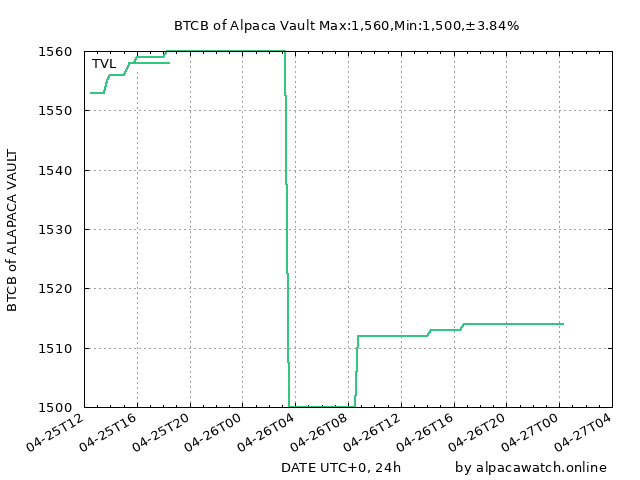 BTCB of Alpaca Vault Max:1,560,Min:1,500,±3.84%
TVL
1560
1550
1540
1530
1520
1510
1500
BTCB of ALAPACA VAULT
04-25T12
04-25T16
04-25T20
04-26T00
04-26T04
04-26T08
04-26T12
04-26T16
04-26T20
04-27T00
04-27T04
DATE UTC+0, 24h
by alpacawatch.online